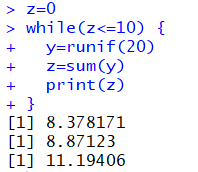 > z=0
> while(z<=10) {
+   y=runif(20)
+   z=sum(y)
+   print(z)
+ }
[1] 8.378171
[1] 8.87123
[1] 11.19406